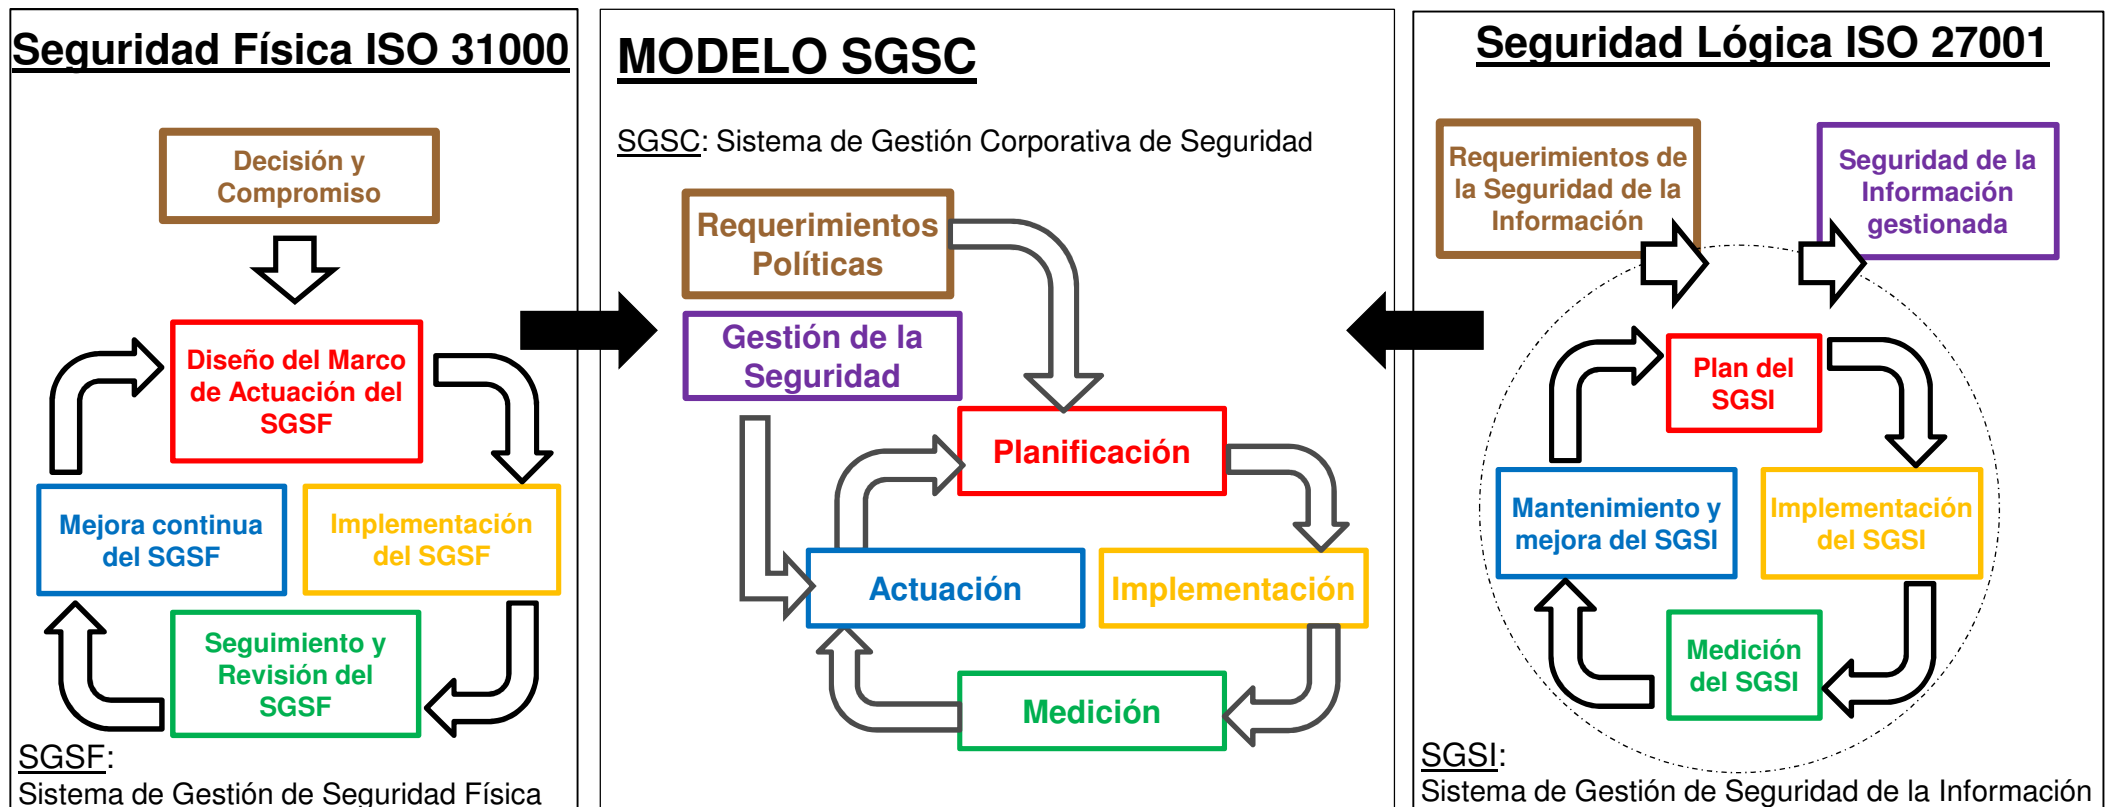 Seguridad Física ISO 31000
Decisión y
Compromiso
Diseño del Marco
de Actuación del
SGSF
Mejora continua
del SGSF
Implementación
del SGSF
Seguimiento y
Revisión del
SGSF
SGSF:
Sistema de Gestión de Seguridad Física
MODELO SGSC
SGSC: Sistema de Gestión Corporativa de Seguridad
Requerimientos
Políticas
Gestión de la
Seguridad
Planificación
Actuación
Implementación
Medición
Seguridad Lógica ISO 27001
Requerimientos de
la Seguridad de la
Información
Seguridad de la
Información
gestionada
Plan del
SGSI
Mantenimiento y
mejora del SGSI
Implementación
del SGSI
Medición
del SGSI
SGSI:
Sistema de Gestión de Seguridad de la Información